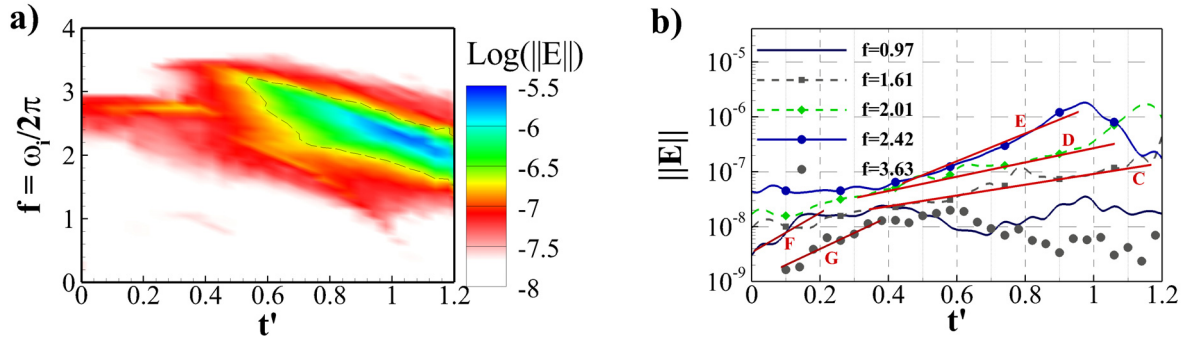 a)
f = ωᵢ/2π
4
3
2
1
0
0 0.2 0.4 0.6 0.8 1 1.2
t'
Log(||E||)
-5.5
-6
-6.5
-7
-7.5
-8
b)
||E||
10⁻⁵
10⁻⁶
10⁻⁷
10⁻⁸
10⁻⁹
f=0.97
f=1.61
f=2.01
f=2.42
f=3.63
E
D
C
F
G
0 0.2 0.4 0.6 0.8 1 1.2
t'